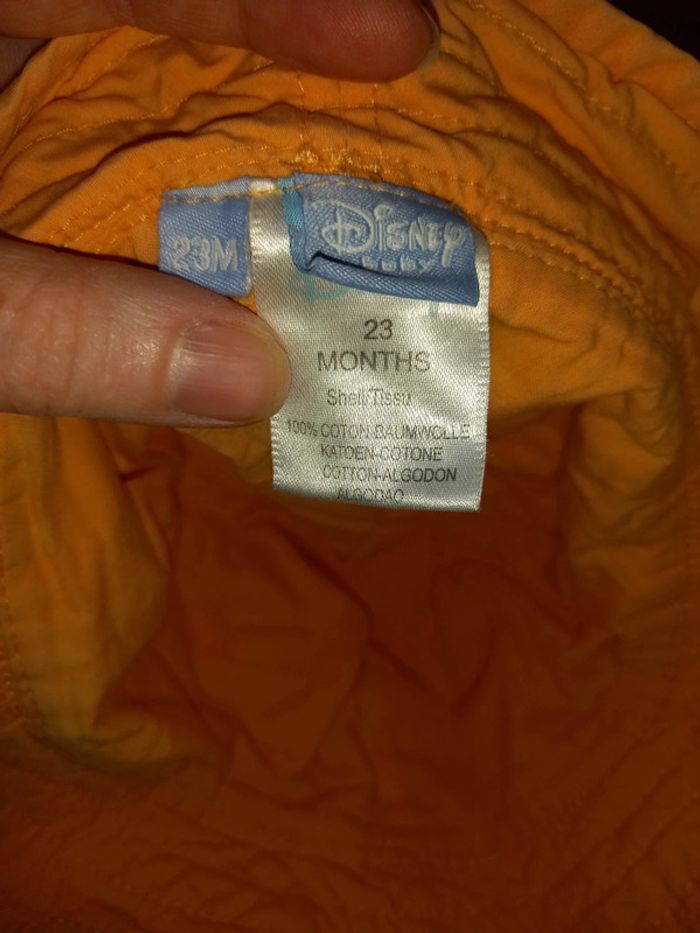 23M
DISNEY
baby
23
MONTHS
Shell/Tissu
100% COTON-BAUMWOLLE
KATOEN-COTONE
COTTON-ALGODON
ALGODAO